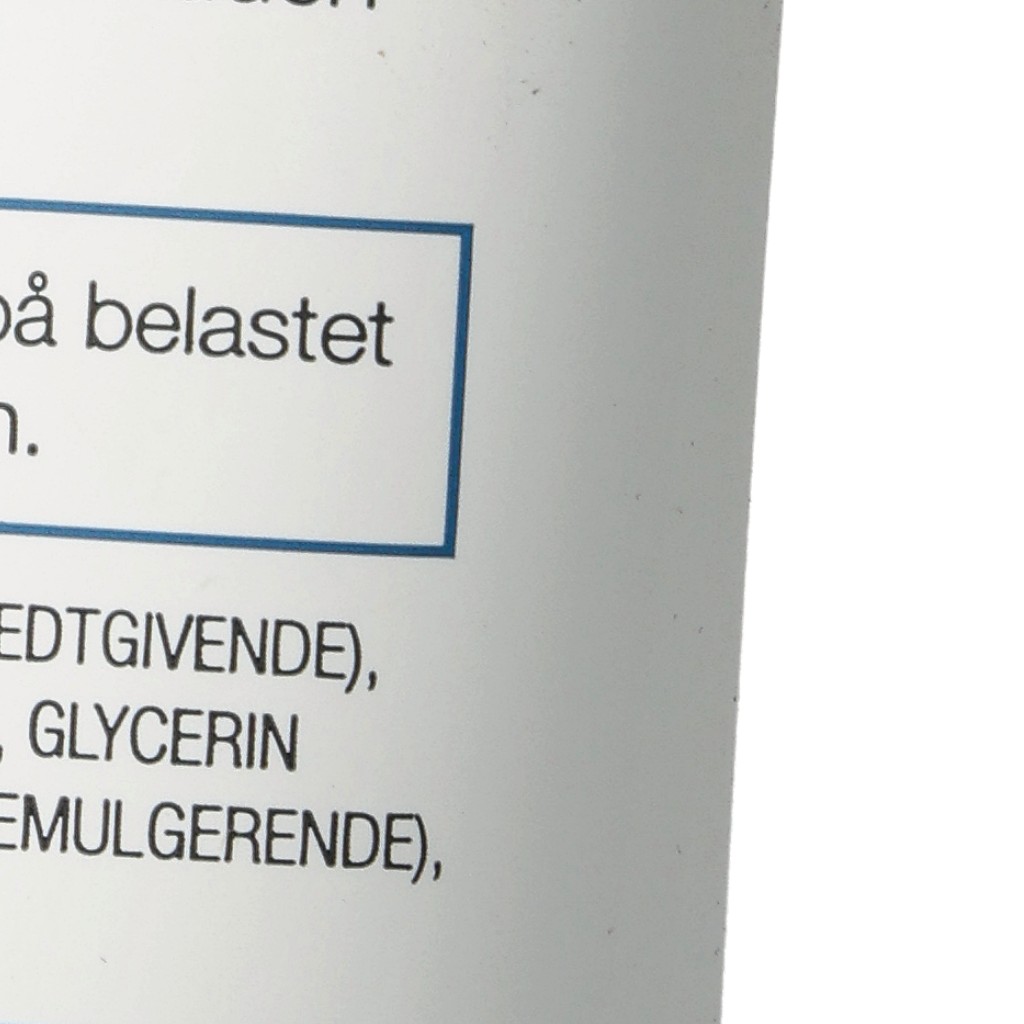 på belastet
EDTGIVENDE),
, GLYCERIN
EMULGERENDE),